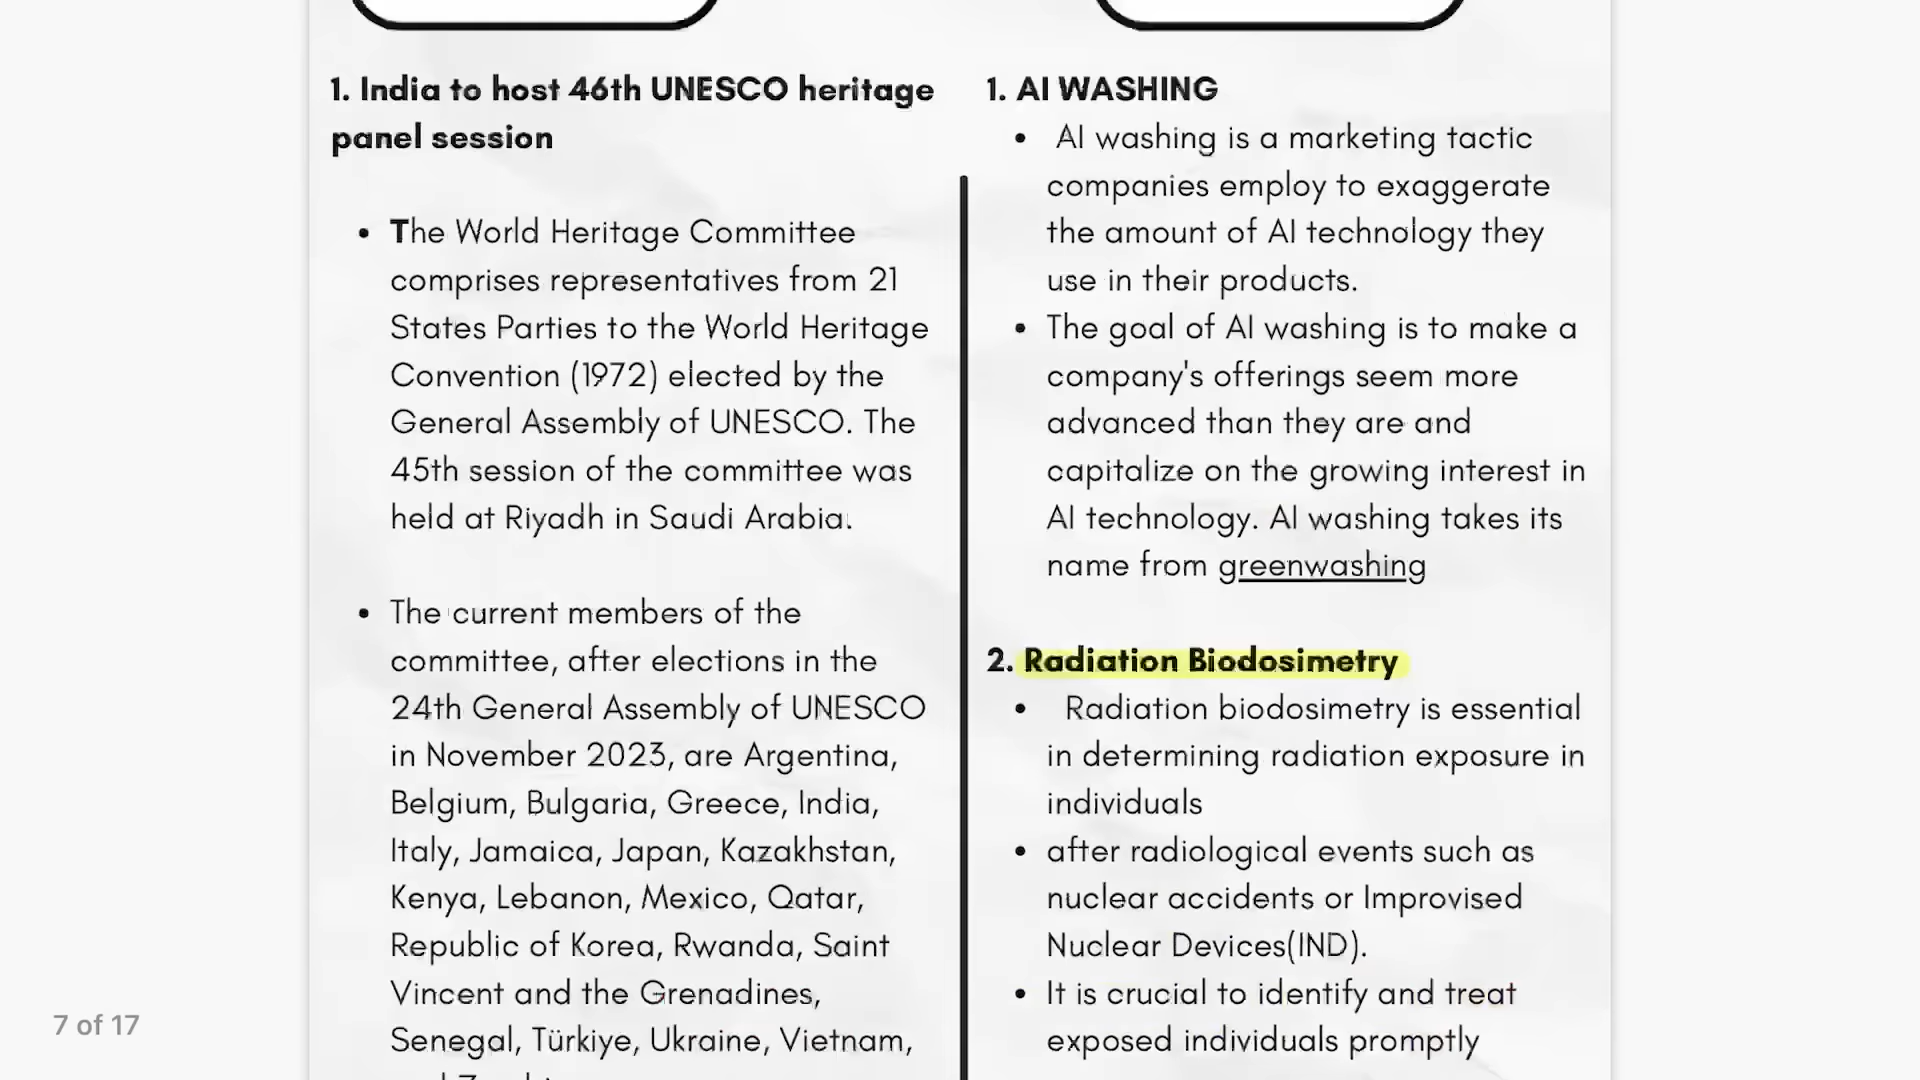 1. India to host 46th UNESCO heritage
panel session
• The World Heritage Committee
comprises representatives from 21
States Parties to the World Heritage
Convention (1972) elected by the
General Assembly of UNESCO. The
45th session of the committee was
held at Riyadh in Saudi Arabia.
• The current members of the
committee, after elections in the
24th General Assembly of UNESCO
in November 2023, are Argentina,
Belgium, Bulgaria, Greece, India,
Italy, Jamaica, Japan, Kazakhstan,
Kenya, Lebanon, Mexico, Qatar,
Republic of Korea, Rwanda, Saint
Vincent and the Grenadines,
Senegal, Türkiye, Ukraine, Vietnam,
1. AI WASHING
• AI washing is a marketing tactic
companies employ to exaggerate
the amount of AI technology they
use in their products.
• The goal of AI washing is to make a
company's offerings seem more
advanced than they are and
capitalize on the growing interest in
AI technology. AI washing takes its
name from greenwashing
2. Radiation Biodosimetry
• Radiation biodosimetry is essential
in determining radiation exposure in
individuals
• after radiological events such as
nuclear accidents or Improvised
Nuclear Devices(IND).
• It is crucial to identify and treat
exposed individuals promptly
7 of 17